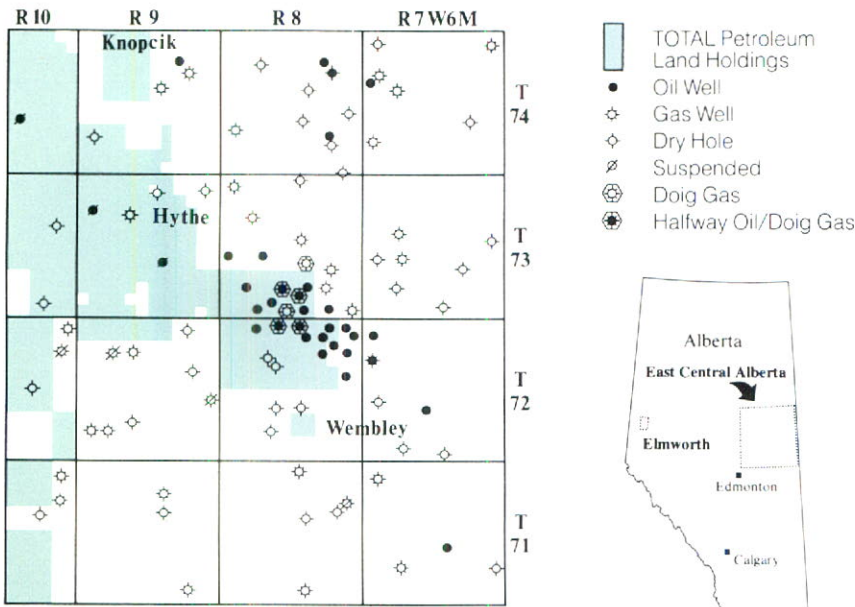 R 10 R 9 R 8 R 7 W 6 M
Knopcik
T
74
Hythe
T
73
T
72
Wembley
T
71
TOTAL Petroleum
Land Holdings
Oil Well
Gas Well
Dry Hole
Suspended
Doig Gas
Halfway Oil/Doig Gas
Alberta
East Central Alberta
Elmworth
Edmonton
Calgary